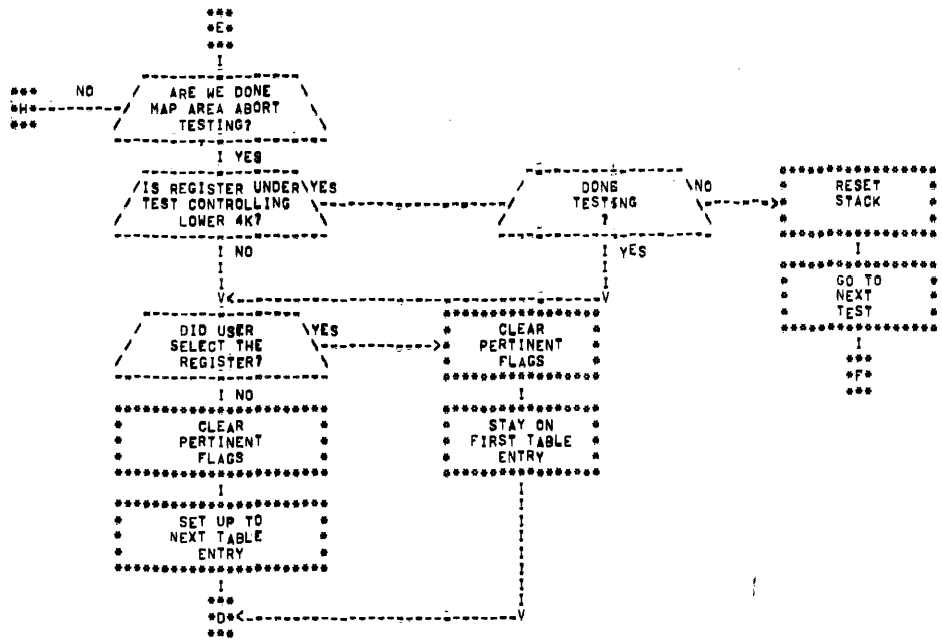 *E*
ARE WE DONE
MAP AREA ABORT
TESTING?
NO
*H*
I YES
IS REGISTER UNDER
TEST CONTROLLING
LOWER 4K?
YES
DONG
TESTSNG
?
NO
RESET
STACK
I NO
I YES
GO TO
NEXT
TEST
*F*
DID USER
SELECT THE
REGISTER?
YES
CLEAR
PERTINENT
FLAGS
I NO
CLEAR
PERTINENT
FLAGS
STAY ON
FIRST TABLE
ENTRY
SET UP TO
NEXT TABLE
ENTRY
*D*